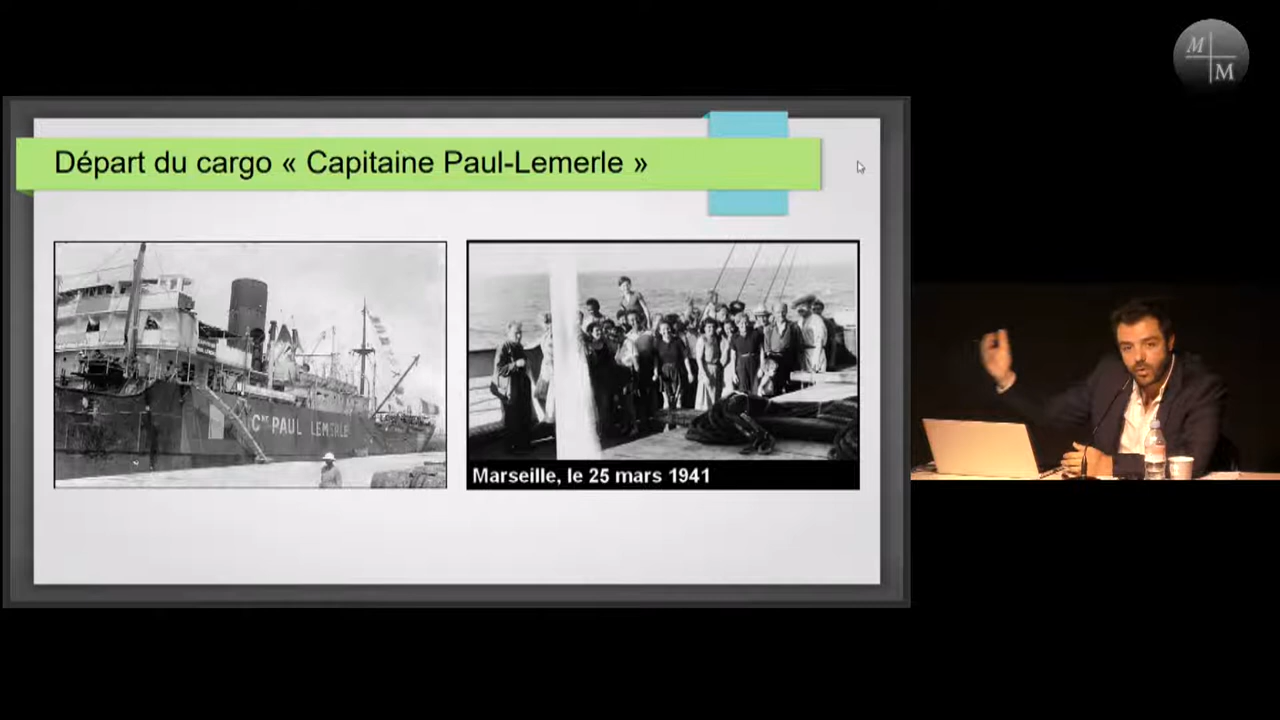 M
M
Départ du cargo « Capitaine Paul-Lemerle »
CNE PAUL LEMERLE
Marseille, le 25 mars 1941